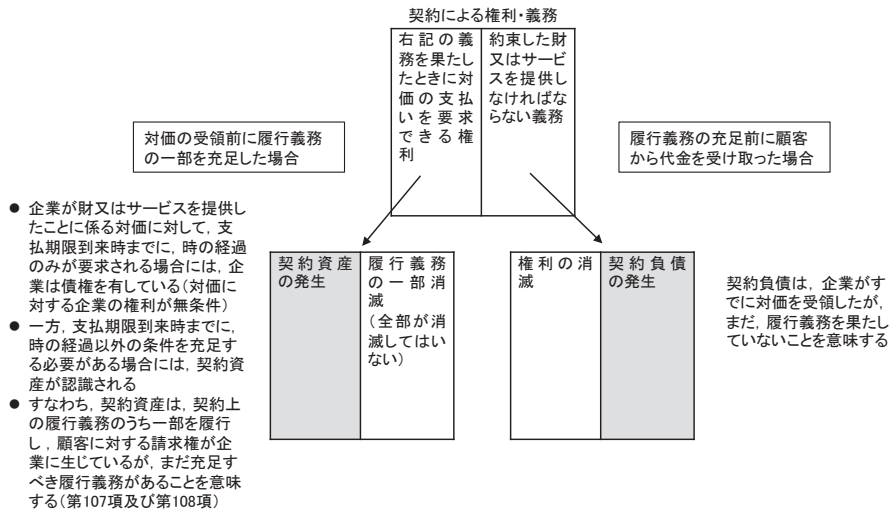 契約による権利・義務
右記の義
務を果たし
たときに対
価の支払
いを要求
できる権
利
約束した財
又はサービ
スを提供し
なければな
らない義務
対価の受領前に履行義務
の一部を充足した場合
履行義務の充足前に顧客
から代金を受け取った場合
● 企業が財又はサービスを提供し
たことに係る対価に対して，支
払期限到来時までに，時の経過
のみが要求される場合には，企
業は債権を有している（対価に
対する企業の権利が無条件）
● 一方，支払期限到来時までに，
時の経過以外の条件を充足す
る必要がある場合には，契約資
産が認識される
● すなわち，契約資産は，契約上
の履行義務のうち一部を履行
し，顧客に対する請求権が企
業に生じているが，まだ充足す
べき履行義務があることを意味
する（第107項及び第108項）
契約資産
の発生
履行義務
の一部消
滅
（全部が消
滅してはい
ない）
権利の消
滅
契約負債
の発生
契約負債は，企業がす
でに対価を受領したが，
まだ，履行義務を果たし
ていないことを意味する